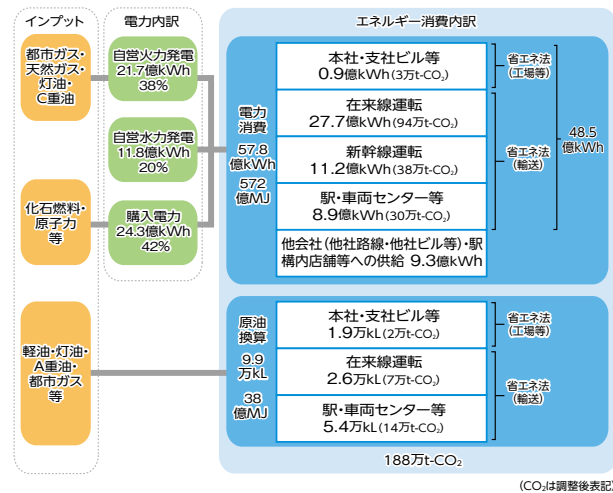 インプット
電力内訳
エネルギー消費内訳
都市ガス・
天然ガス・
灯油・
C重油
自営火力発電
21.7億kWh
38%
自営水力発電
11.8億kWh
20%
化石燃料・
原子力
等
購入電力
24.3億kWh
42%
電力
消費
57.8
億kWh
572
億MJ
本社・支社ビル等
0.9億kWh(3万t-CO₂)
在来線運転
27.7億kWh(94万t-CO₂)
新幹線運転
11.2億kWh(38万t-CO₂)
駅・車両センター等
8.9億kWh(30万t-CO₂)
他会社(他社路線・他社ビル等)・駅
構内店舗等への供給 9.3億kWh
省エネ法
(工場等)
省エネ法
(輸送)
48.5
億kWh
軽油・灯油・
A重油・
都市ガス
等
原油
換算
9.9
万kL
38
億MJ
本社・支社ビル等
1.9万kL(2万t-CO₂)
在来線運転
2.6万kL(7万t-CO₂)
駅・車両センター等
5.4万kL(14万t-CO₂)
省エネ法
(工場等)
省エネ法
(輸送)
188万t-CO₂
(CO₂は調整後表記)